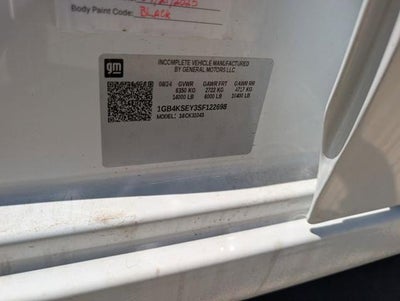 Body Paint Code: BLACK
gm
INCOMPLETE VEHICLE MANUFACTURED
BY GENERAL MOTORS LLC
08/24 GVWR GAWR FRT GAWR RR
6350 KG 2722 KG 4717 KG
14000 LB 6000 LB 10400 LB
1GB4KSEY3SF122698
MODEL: